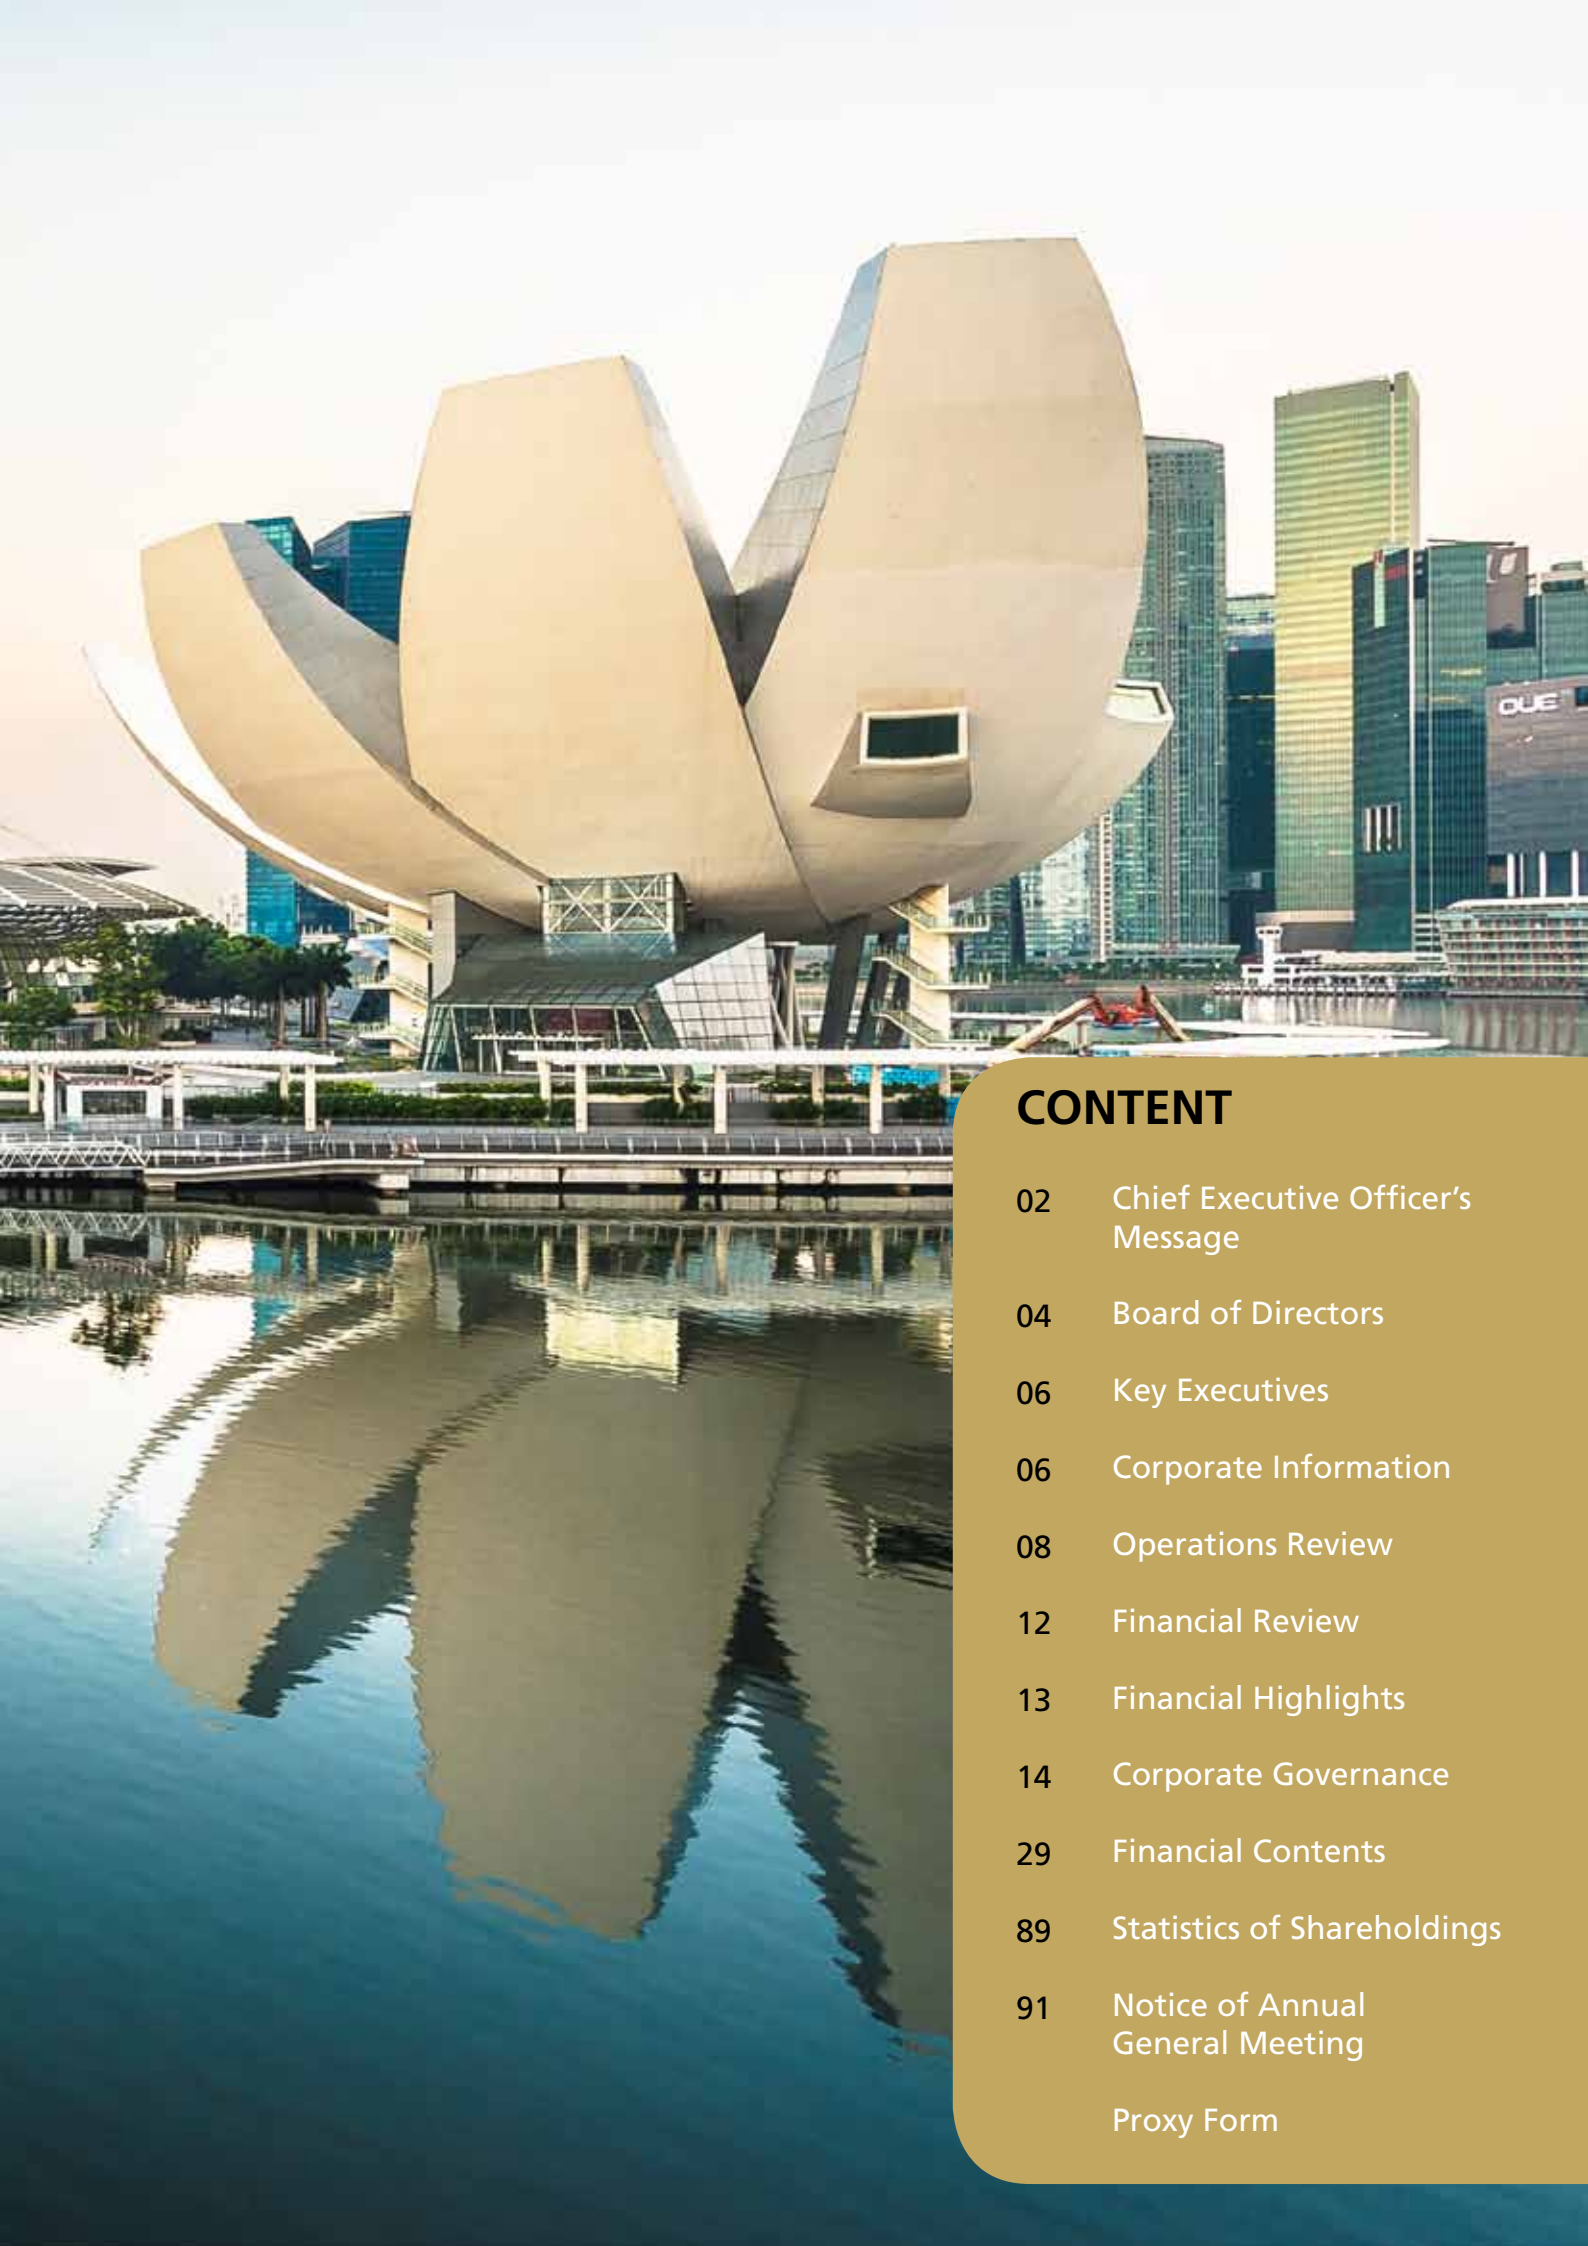 OUE
CONTENT
02 Chief Executive Officer’s
Message
04 Board of Directors
06 Key Executives
06 Corporate Information
08 Operations Review
12 Financial Review
13 Financial Highlights
14 Corporate Governance
29 Financial Contents
89 Statistics of Shareholdings
91 Notice of Annual
General Meeting
Proxy Form